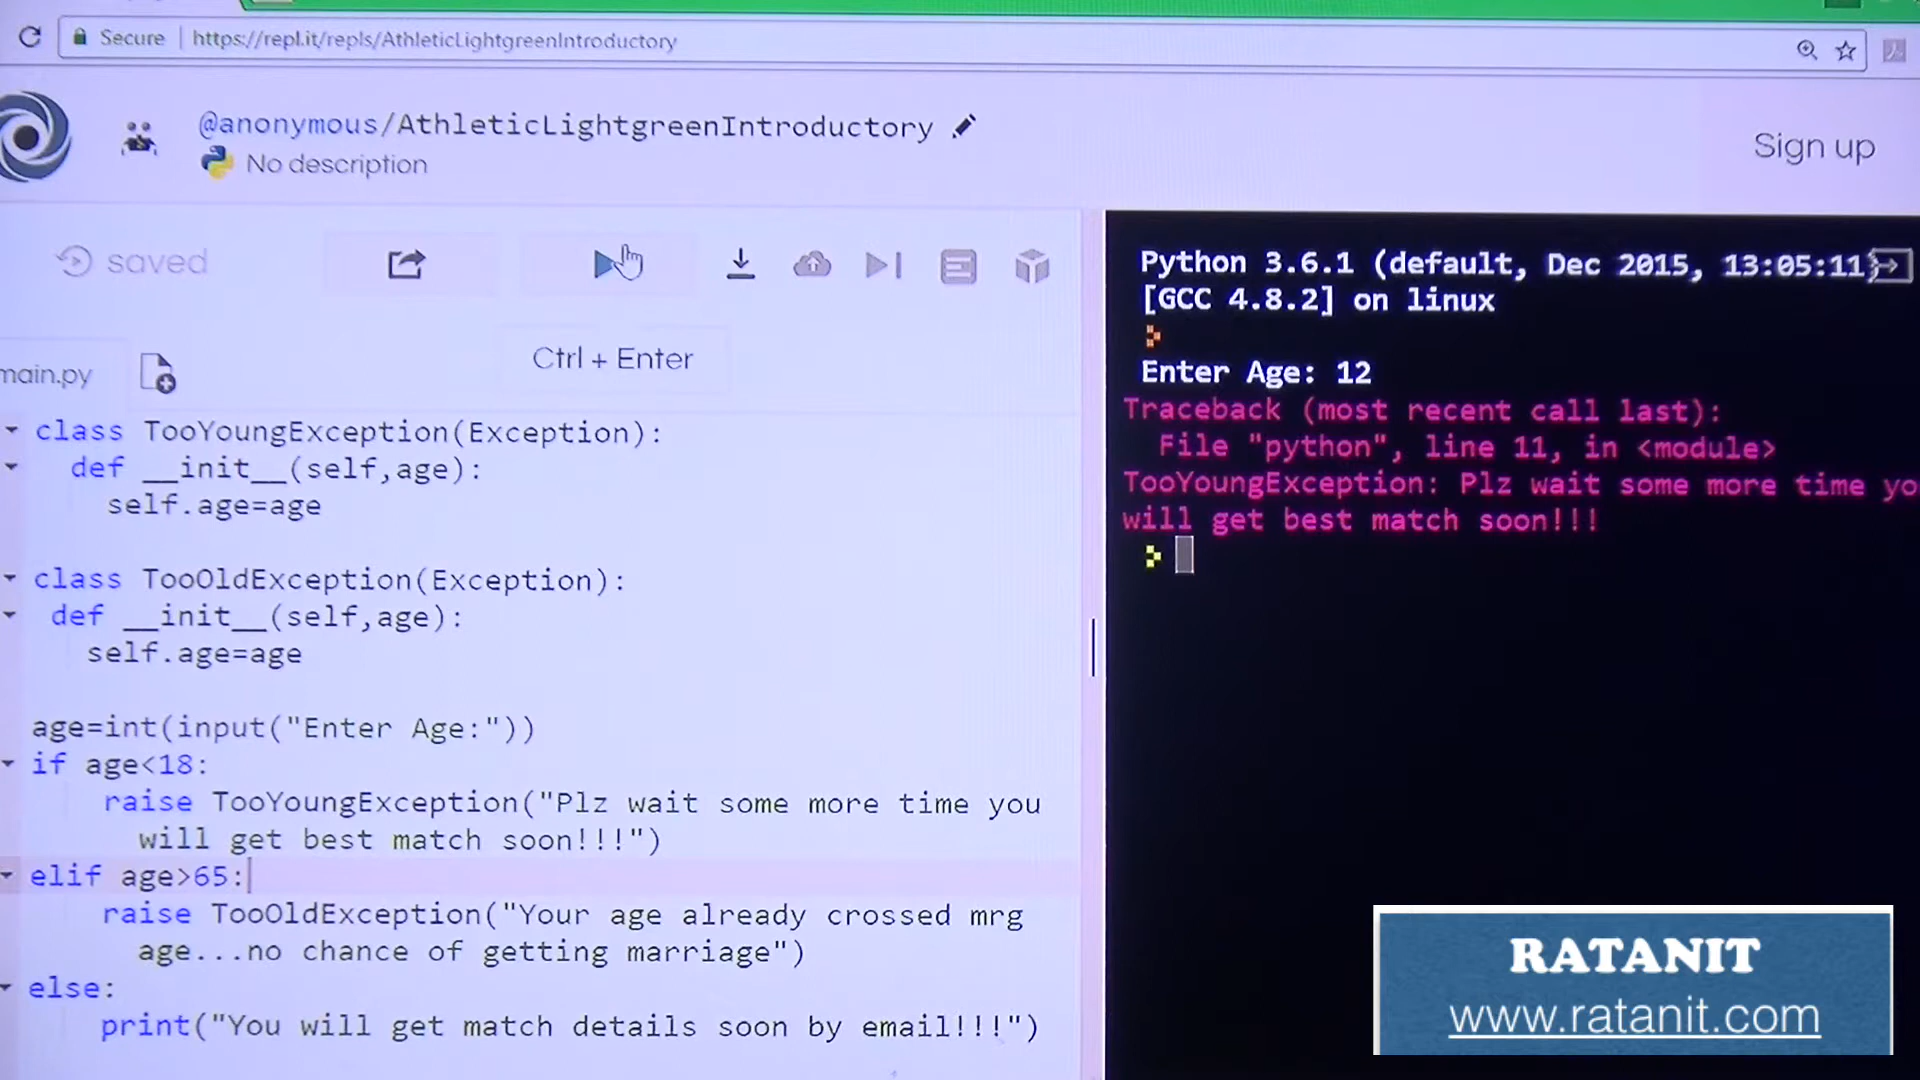 Secure https://repl.it/repls/AthleticLightgreenIntroductory
@anonymous/AthleticLightgreenIntroductory
No description
Sign up
saved
Ctrl + Enter
main.py
class TooYoungException(Exception):
def __init__(self,age):
self.age=age
class TooOldException(Exception):
def __init__(self,age):
self.age=age
age=int(input("Enter Age:"))
if age<18:
raise TooYoungException("Plz wait some more time you
will get best match soon!!!")
elif age>65:
raise TooOldException("Your age already crossed mrg
age...no chance of getting marriage")
else:
print("You will get match details soon by email!!!")
Python 3.6.1 (default, Dec 2015, 13:05:11)
[GCC 4.8.2] on linux
Enter Age: 12
Traceback (most recent call last):
File "python", line 11, in <module>
TooYoungException: Plz wait some more time yo
will get best match soon!!!
RATANIT
www.ratanit.com